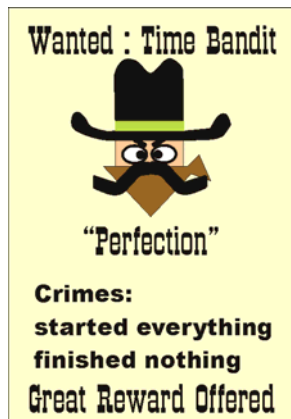 Wanted : Time Bandit
“Perfection”
Crimes:
started everything
finished nothing
Great Reward Offered